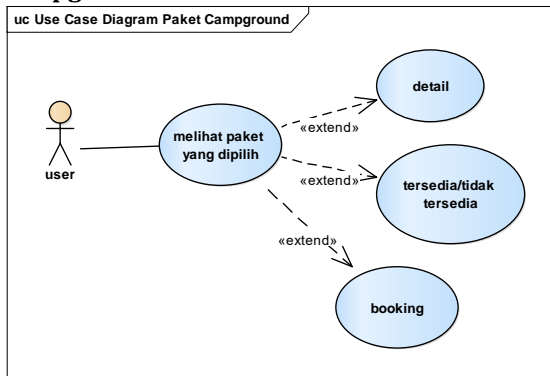 uc Use Case Diagram Paket Campground
detail
«extend»
melihat paket
yang dipilih
user
«extend»
tersedia/tidak
tersedia
«extend»
booking